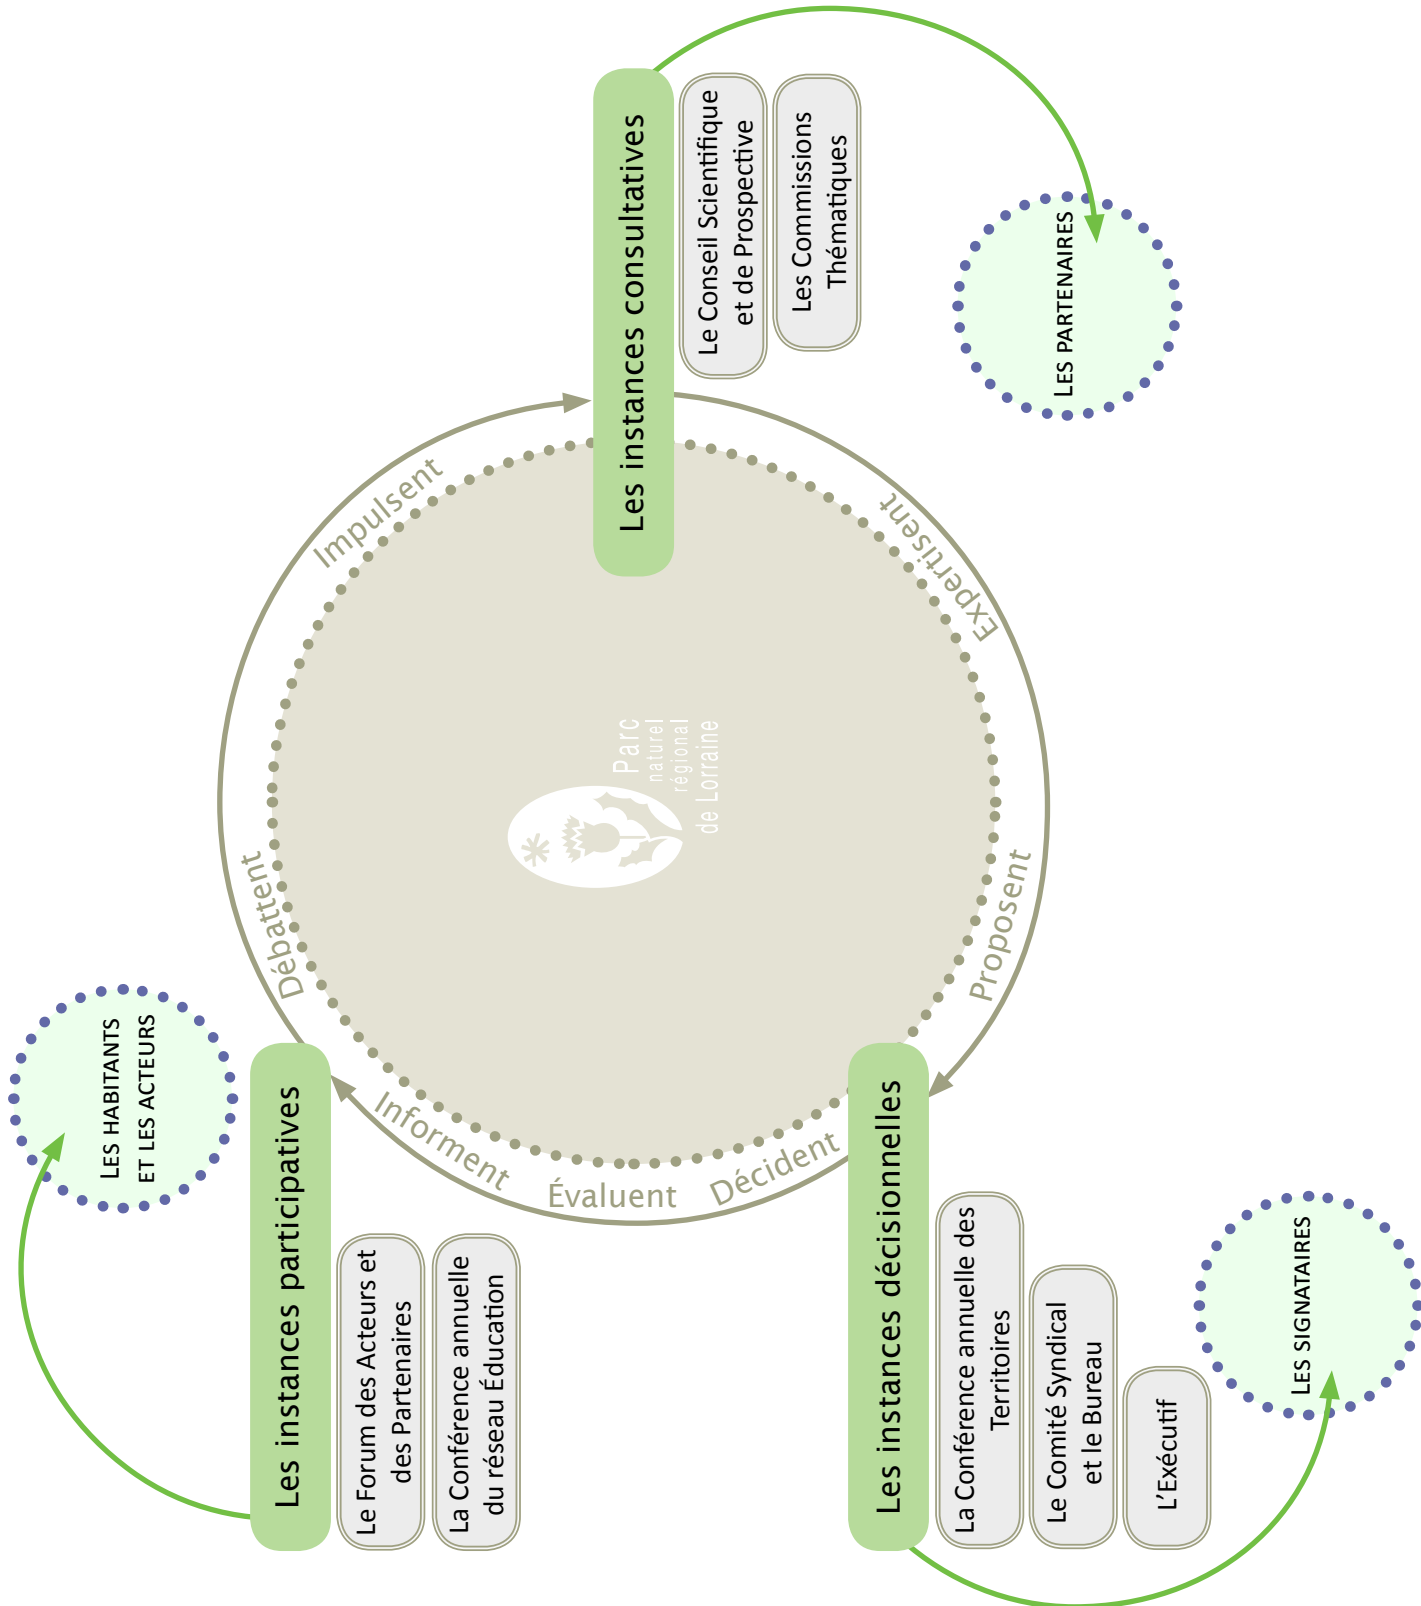 Les instances participatives
Le Forum des Acteurs et
des Partenaires
La Conférence annuelle
du réseau Éducation
LES HABITANTS
ET LES ACTEURS
Débattent
Impulsent
Les instances consultatives
Le Conseil Scientifique
et de Prospective
Les Commissions
Thématiques
LES PARTENAIRES
Expertisent
Proposent
Les instances décisionnelles
La Conférence annuelle des
Territoires
Le Comité Syndical
et le Bureau
L’Exécutif
LES SIGNATAIRES
Décident
Évaluent
Informent
Parc
naturel
régional
de Lorraine